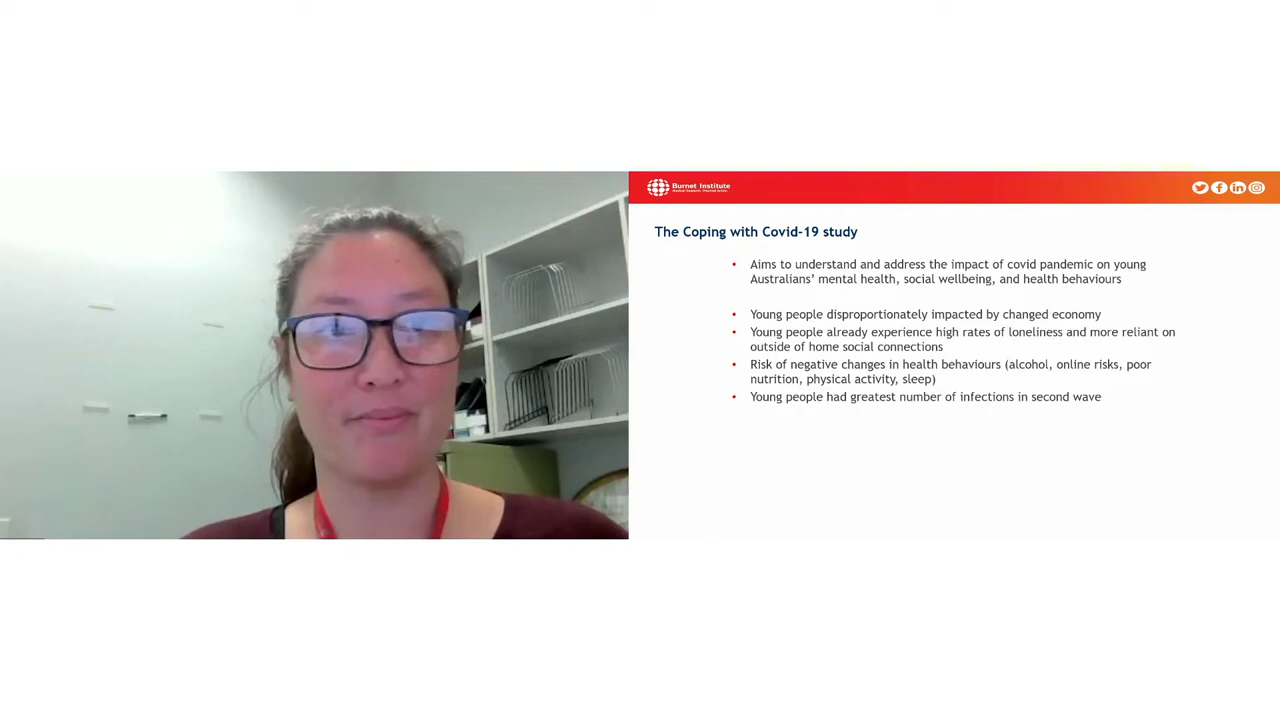 Burnet Institute
Medical Research. Practical Action.
The Coping with Covid-19 study
• Aims to understand and address the impact of covid pandemic on young
Australians’ mental health, social wellbeing, and health behaviours
• Young people disproportionately impacted by changed economy
• Young people already experience high rates of loneliness and more reliant on
outside of home social connections
• Risk of negative changes in health behaviours (alcohol, online risks, poor
nutrition, physical activity, sleep)
• Young people had greatest number of infections in second wave